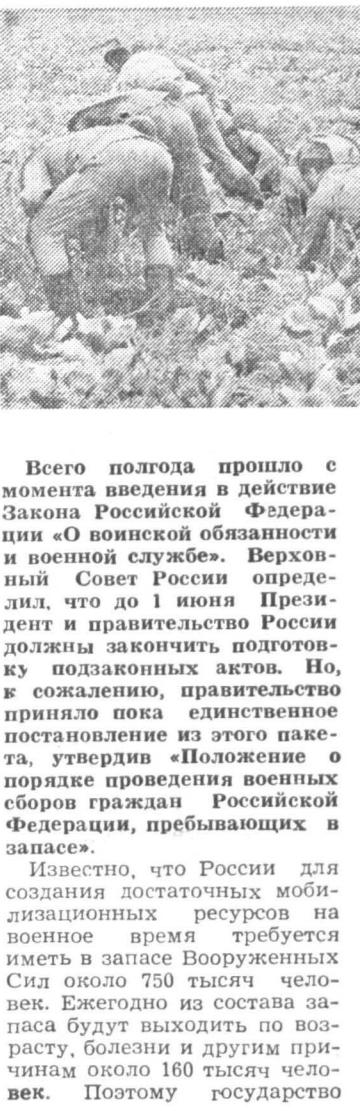 Всего полгода прошло с
момента введения в действие
Закона Российской Федера-
ции «О воинской обязанности
и военной службе». Верхов-
ный Совет России опреде-
лил, что до 1 июня Прези-
дент и правительство России
должны закончить подготов-
ку подзаконных актов. Но,
к сожалению, правительство
приняло пока единственное
постановление из этого паке-
та, утвердив «Положение о
порядке проведения военных
сборов граждан Российской
Федерации, пребывающих в
запасе».
Известно, что России для
создания достаточных моби-
лизационных ресурсов на
военное время требуется
иметь в запасе Вооруженных
Сил около 750 тысяч чело-
век. Ежегодно из состава за-
паса будут выходить по воз-
расту, болезни и другим при-
чинам около 160 тысяч чело-
век. Поэтому государство